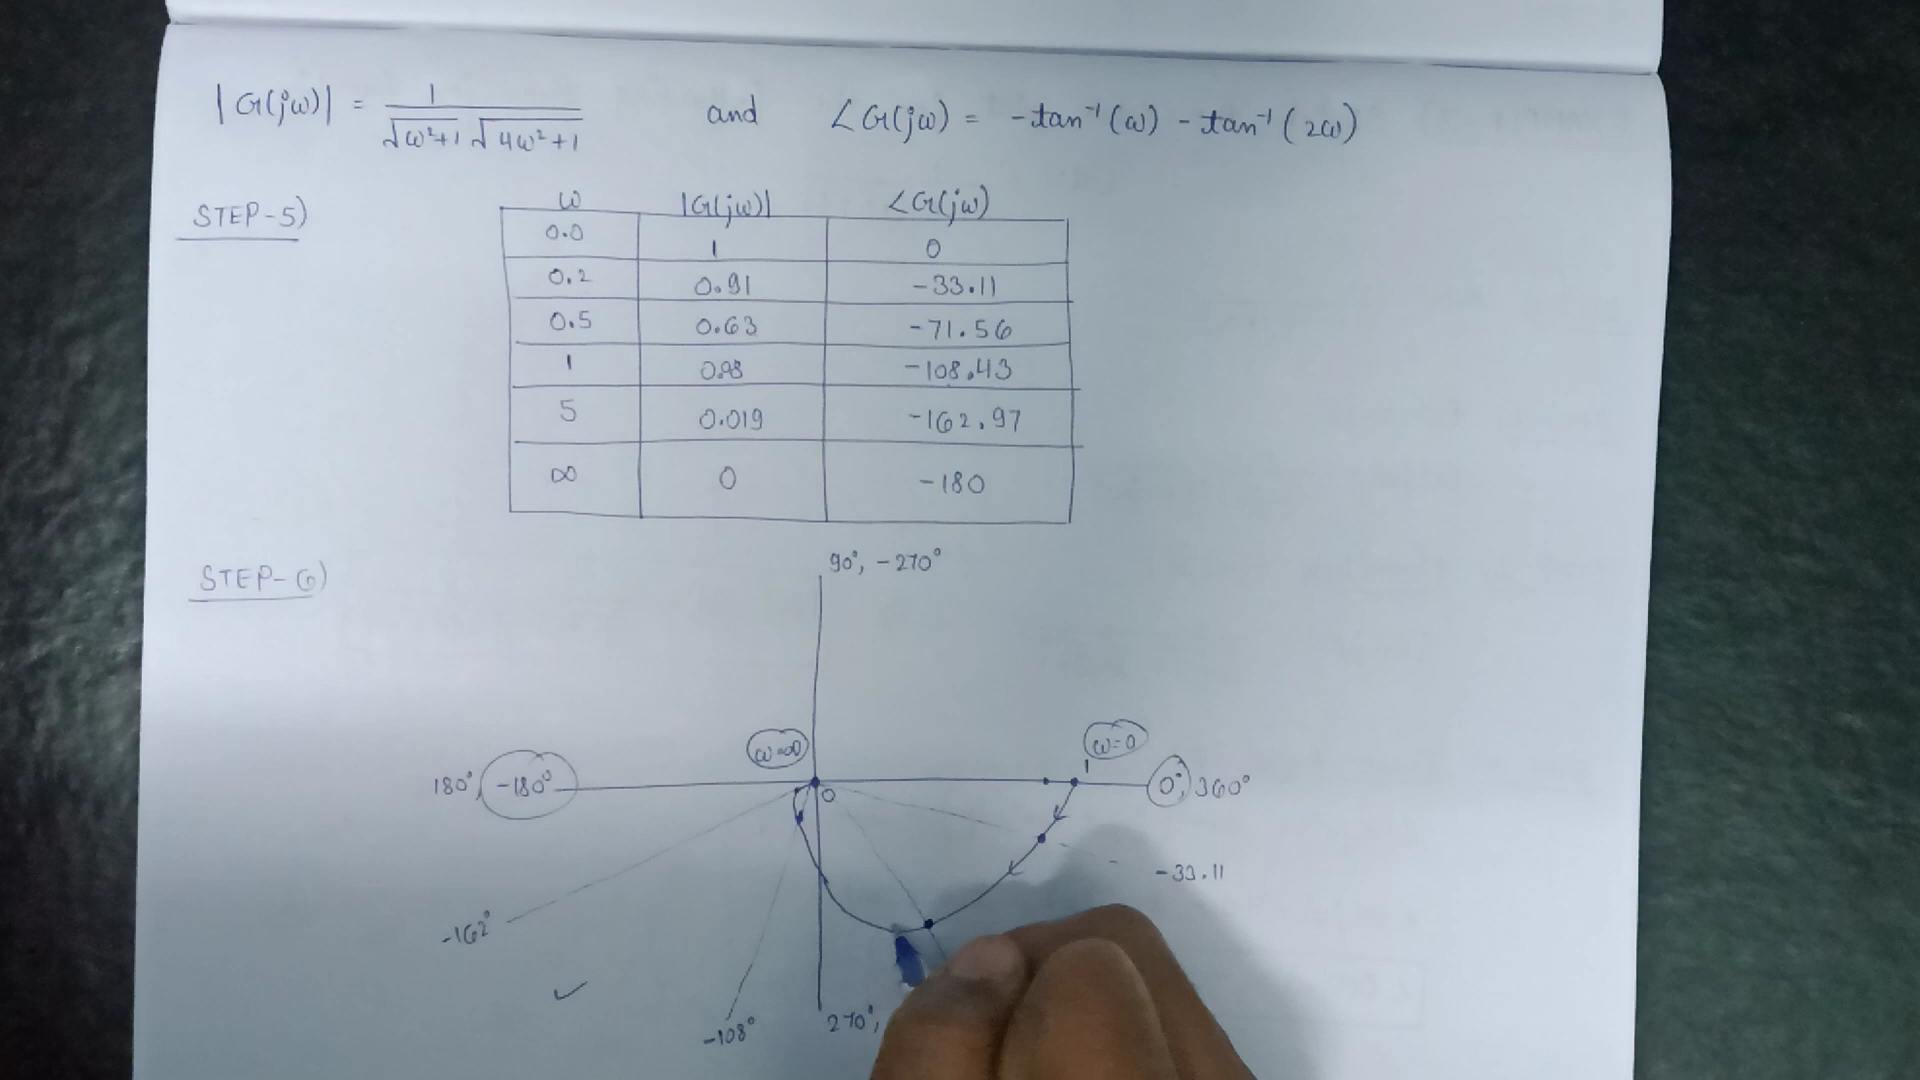 |G(jω)| = 1 / √ω²+1 √4ω²+1 and ∠G(jω) = -tan⁻¹(ω) - tan⁻¹(2ω)
STEP-5)
ω |G(jω)| ∠G(jω)
0.0 1 0
0.2 0.91 -33.11
0.5 0.63 -71.56
1 -108.43
5 0.019 -162.97
∞ 0 -180
STEP-6)
90°, -270°
ω=∞ ω=0
1
180°, -180° 0 0°, 360°
-33.11
-162°
-108° 270°,